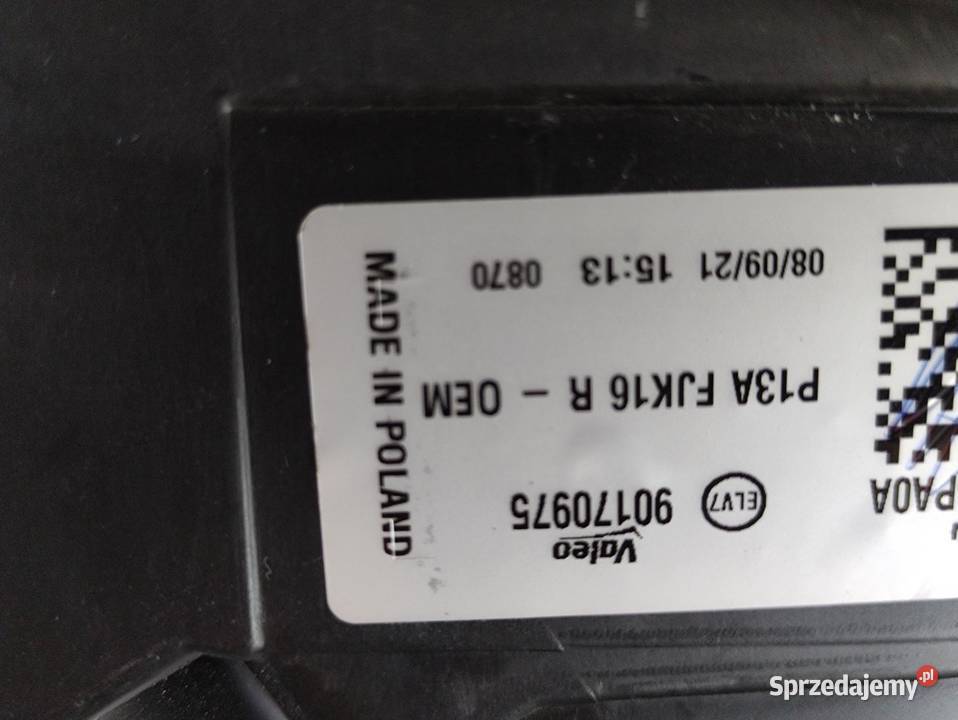 Valeo
90170975 ELV7
PA0A
P13A FJK16 R - OEM
08/09/21 15:13 0870
MADE IN POLAND
Sprzedajemy.pl